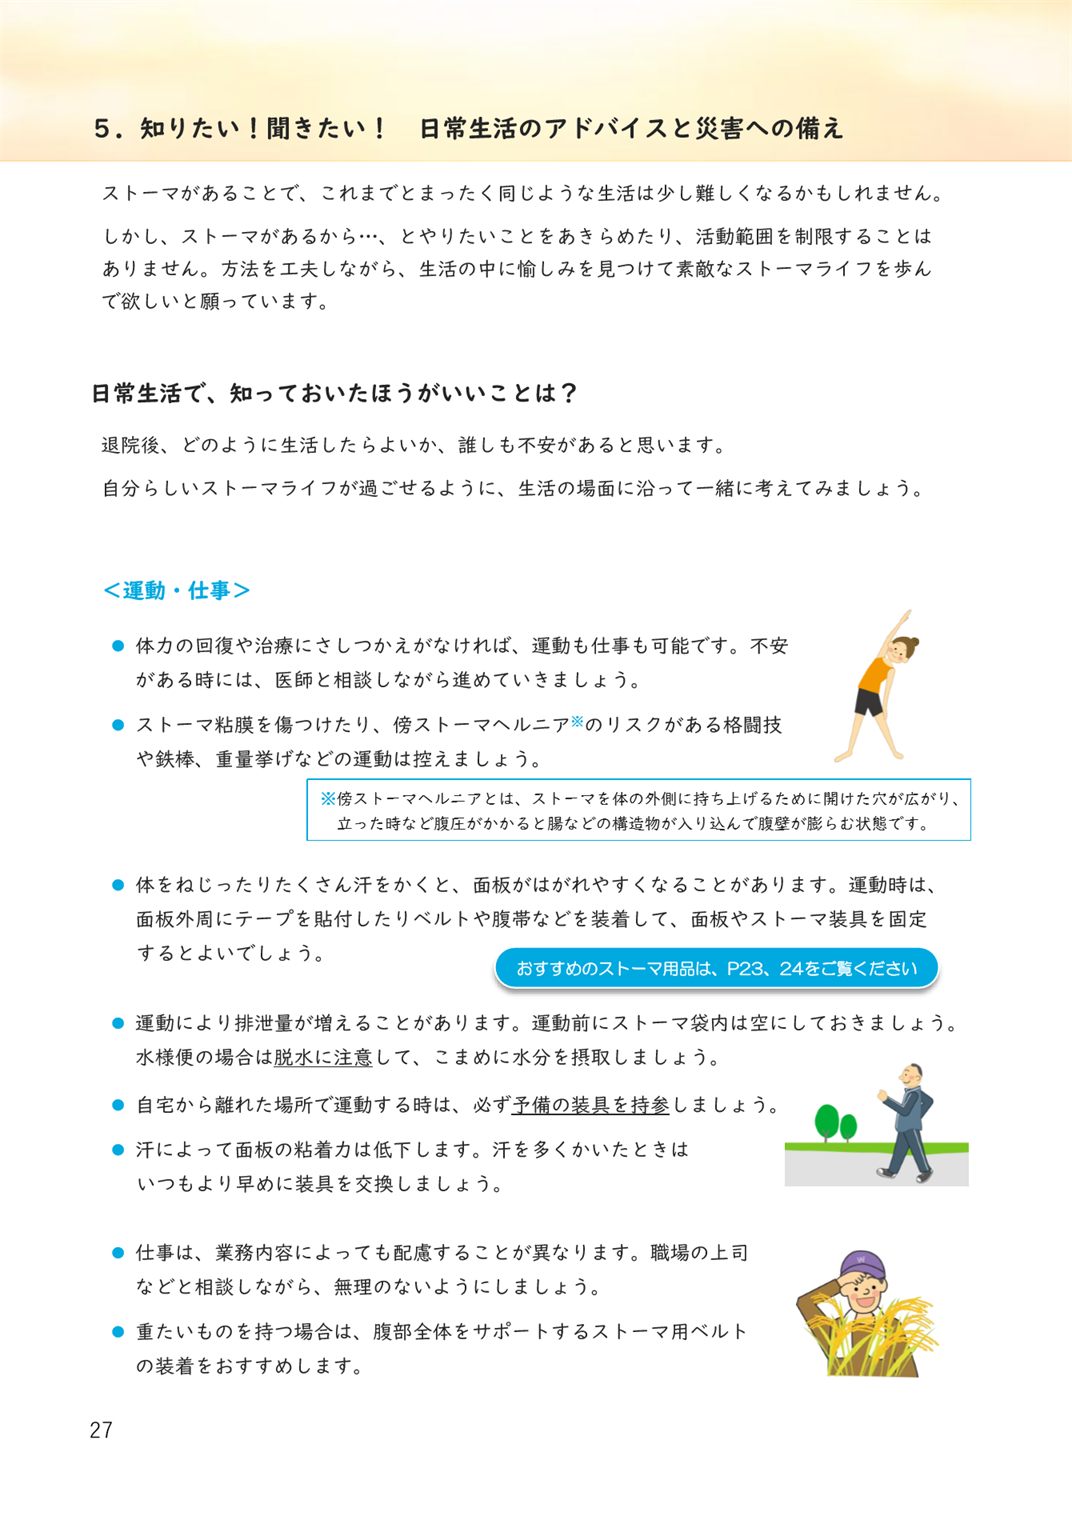 ５．知りたい！聞きたい！　日常生活のアドバイスと災害への備え
ストーマがあることで、これまでとまったく同じような生活は少し難しくなるかもしれません。
しかし、ストーマがあるから…、とやりたいことをあきらめたり、活動範囲を制限することは
ありません。方法を工夫しながら、生活の中に愉しみを見つけて素敵なストーマライフを歩ん
で欲しいと願っています。
日常生活で、知っておいたほうがいいことは？
退院後、どのように生活したらよいか、誰しも不安があると思います。
自分らしいストーマライフが過ごせるように、生活の場面に沿って一緒に考えてみましょう。
＜運動・仕事＞
● 体力の回復や治療にさしつかえがなければ、運動も仕事も可能です。不安
がある時には、医師と相談しながら進めていきましょう。
● ストーマ粘膜を傷つけたり、傍ストーマヘルニア※のリスクがある格闘技
や鉄棒、重量挙げなどの運動は控えましょう。
※傍ストーマヘルニアとは、ストーマを体の外側に持ち上げるために開けた穴が広がり、
立った時など腹圧がかかると腸などの構造物が入り込んで腹壁が膨らむ状態です。
● 体をねじったりたくさん汗をかくと、面板がはがれやすくなることがあります。運動時は、
面板外周にテープを貼付したりベルトや腹帯などを装着して、面板やストーマ装具を固定
するとよいでしょう。
おすすめのストーマ用品は、P23、24をご覧ください
● 運動により排泄量が増えることがあります。運動前にストーマ袋内は空にしておきましょう。
水様便の場合は脱水に注意して、こまめに水分を摂取しましょう。
● 自宅から離れた場所で運動する時は、必ず予備の装具を持参しましょう。
● 汗によって面板の粘着力は低下します。汗を多くかいたときは
いつもより早めに装具を交換しましょう。
● 仕事は、業務内容によっても配慮することが異なります。職場の上司
などと相談しながら、無理のないようにしましょう。
W
● 重たいものを持つ場合は、腹部全体をサポートするストーマ用ベルト
の装着をおすすめします。
27